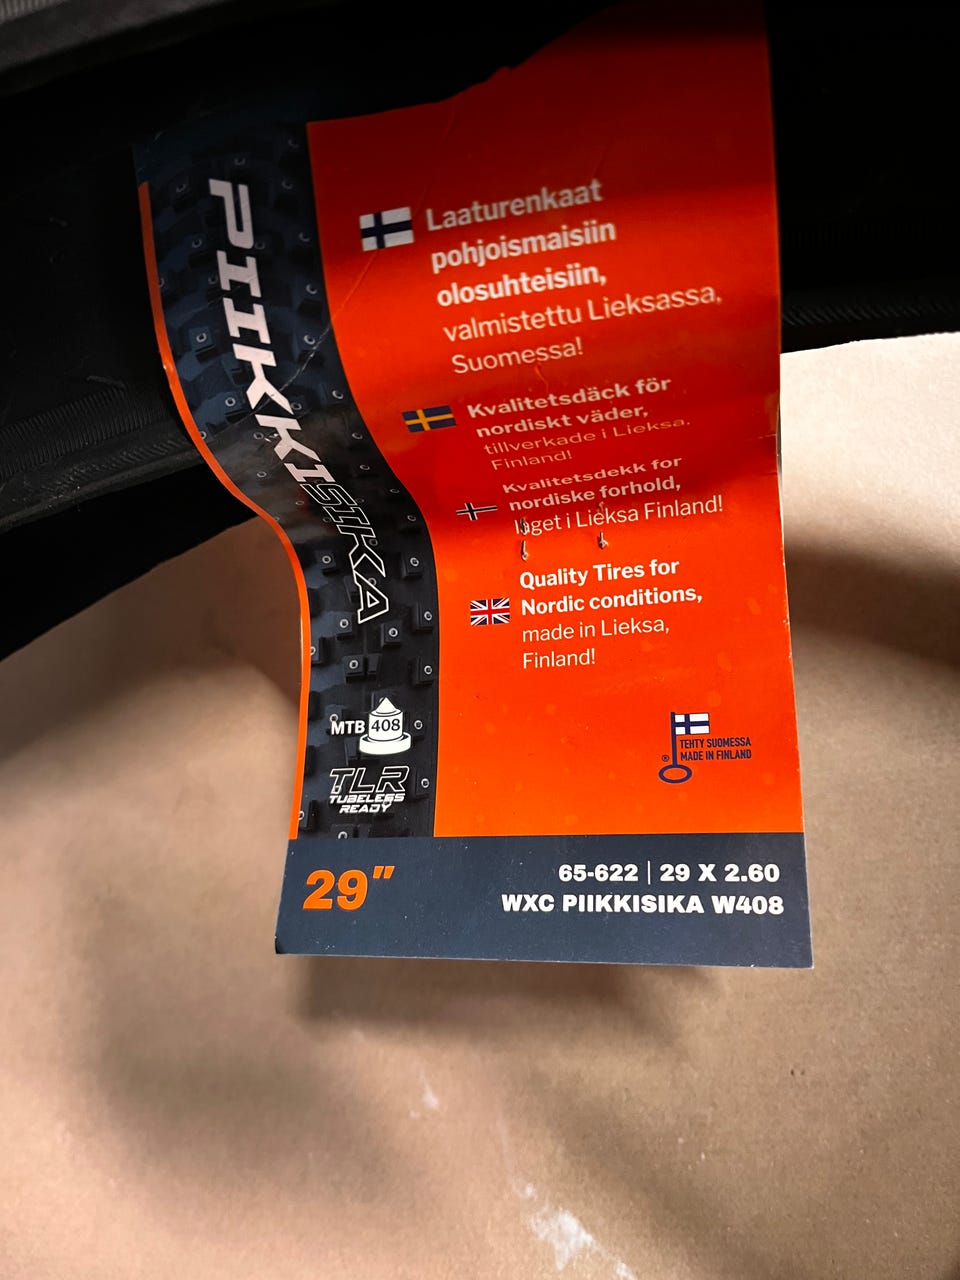 PIIKKISIKA
Laaturenkaat
pohjoismaisiin
olosuhteisiin,
valmistettu Lieksassa,
Suomessa!
Kvalitetsdäck för
nordiskt väder,
tillverkade i Lieksa,
Finland!
Kvalitetsdekk for
nordiske forhold,
laget i Lieksa Finland!
Quality Tires for
Nordic conditions,
made in Lieksa,
Finland!
MTB 408
TLR
TUBELESS
READY
® TEHTY SUOMESSA
MADE IN FINLAND
29"
65-622 | 29 X 2.60
WXC PIIKKISIKA W408